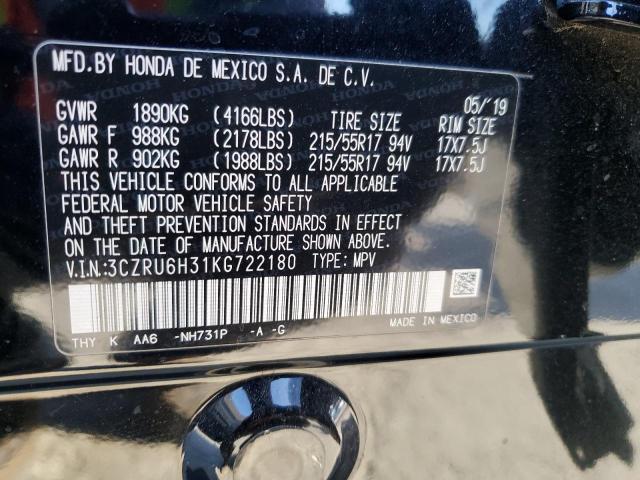 MFD.BY HONDA DE MEXICO S.A. DE C.V.
05/'19
GVWR 1890KG (4166LBS) TIRE SIZE RIM SIZE
GAWR F 988KG (2178LBS) 215/55R17 94V 17X7.5J
GAWR R 902KG (1988LBS) 215/55R17 94V 17X7.5J
THIS VEHICLE CONFORMS TO ALL APPLICABLE
FEDERAL MOTOR VEHICLE SAFETY
AND THEFT PREVENTION STANDARDS IN EFFECT
ON THE DATE OF MANUFACTURE SHOWN ABOVE.
V.I.N:3CZRU6H31KG722180 TYPE: MPV
THY K AA6 -NH731P -A -G MADE IN MEXICO